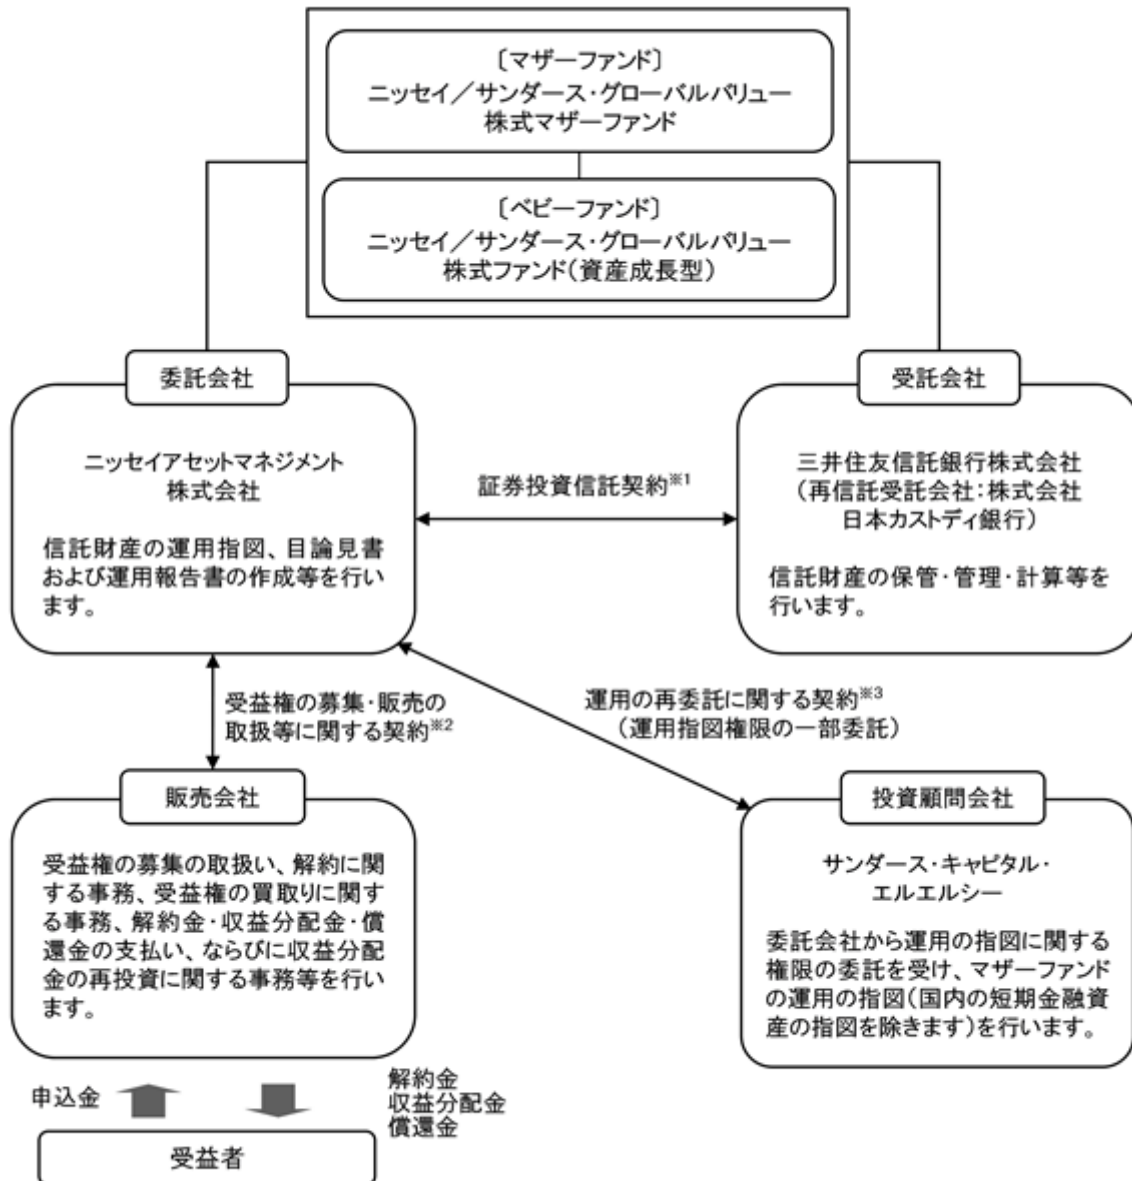 〔マザーファンド〕
ニッセイ／サンダース・グローバルバリュー
株式マザーファンド
〔ベビーファンド〕
ニッセイ／サンダース・グローバルバリュー
株式ファンド（資産成長型）
委託会社
ニッセイアセットマネジメント
株式会社
信託財産の運用指図、目論見書
および運用報告書の作成等を行い
ます。
証券投資信託契約※1
受託会社
三井住友信託銀行株式会社
（再信託受託会社：株式会社
日本カストディ銀行）
信託財産の保管・管理・計算等を
行います。
受益権の募集・販売の
取扱等に関する契約※2
運用の再委託に関する契約※3
（運用指図権限の一部委託）
販売会社
受益権の募集の取扱い、解約に関
する事務、受益権の買取りに関す
る事務、解約金・収益分配金・償
還金の支払い、ならびに収益分配
金の再投資に関する事務等を行い
ます。
投資顧問会社
サンダース・キャピタル・
エルエルシー
委託会社から運用の指図に関する
権限の委託を受け、マザーファンド
の運用の指図（国内の短期金融資
産の指図を除きます）を行います。
申込金
解約金
収益分配金
償還金
受益者